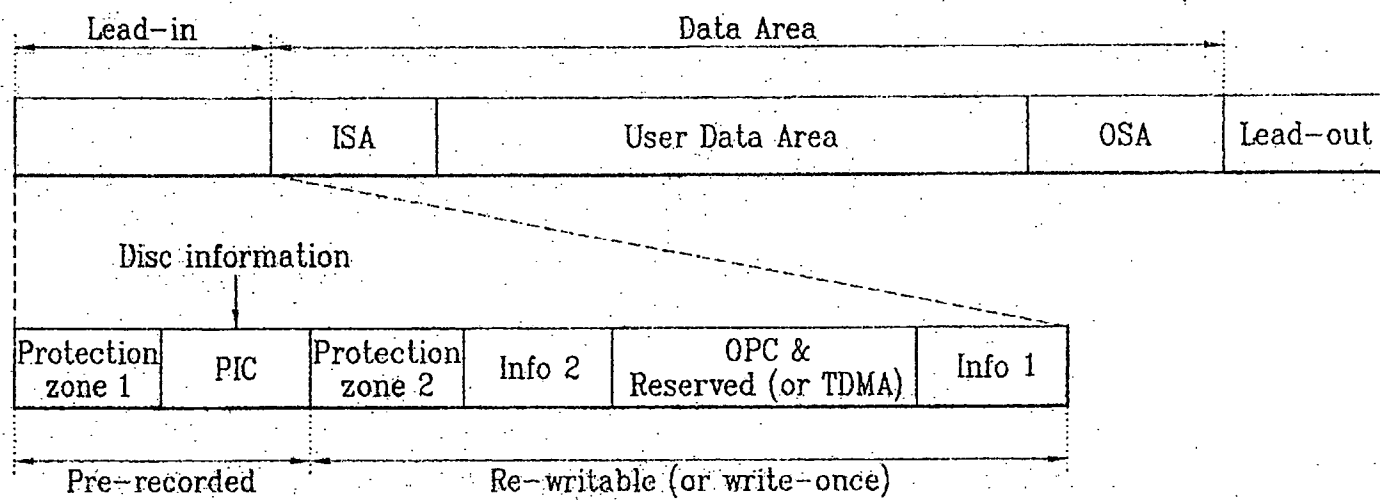 Lead-in
Data Area
ISA
User Data Area
OSA
Lead-out
Disc information
Protection
zone 1
PIC
Protection
zone 2
Info 2
OPC &
Reserved (or TDMA)
Info 1
Pre-recorded
Re-writable (or write-once)